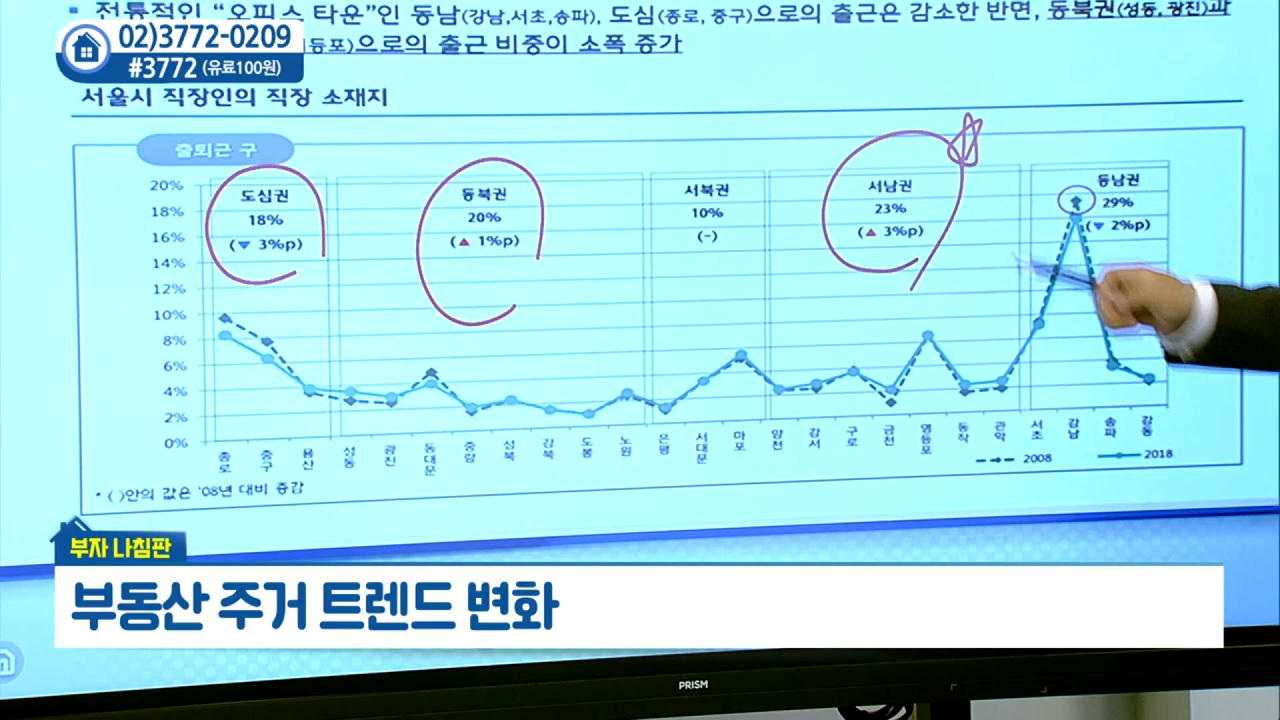 전통적인 “오피스 타운”인 동남(강남,서초,송파), 도심(종로, 중구)으로의 출근은 감소한 반면, 동북권(성동, 광진)과
등포)으로의 출근 비중이 소폭 증가
02)3772-0209
#3772 (유료100원)
서울시 직장인의 직장 소재지
출퇴근 구
20%
18%
16%
14%
12%
10%
8%
6%
4%
2%
0%
도심권
18%
(▼ 3%p)
동북권
20%
(▲ 1%p)
서북권
10%
(-)
서남권
23%
(▲ 3%p)
동남권
29%
(▼ 2%p)
종로 중구 용산 성동 광진 동대문 중랑 성북 강북 도봉 노원 은평 서대문 마포 양천 강서 구로 금천 영등포 동작 관악 서초 강남 송파 강동
2008 2018
* ( )안의 값은 '08년 대비 증감
부자 나침판
부동산 주거 트렌드 변화
PRISM